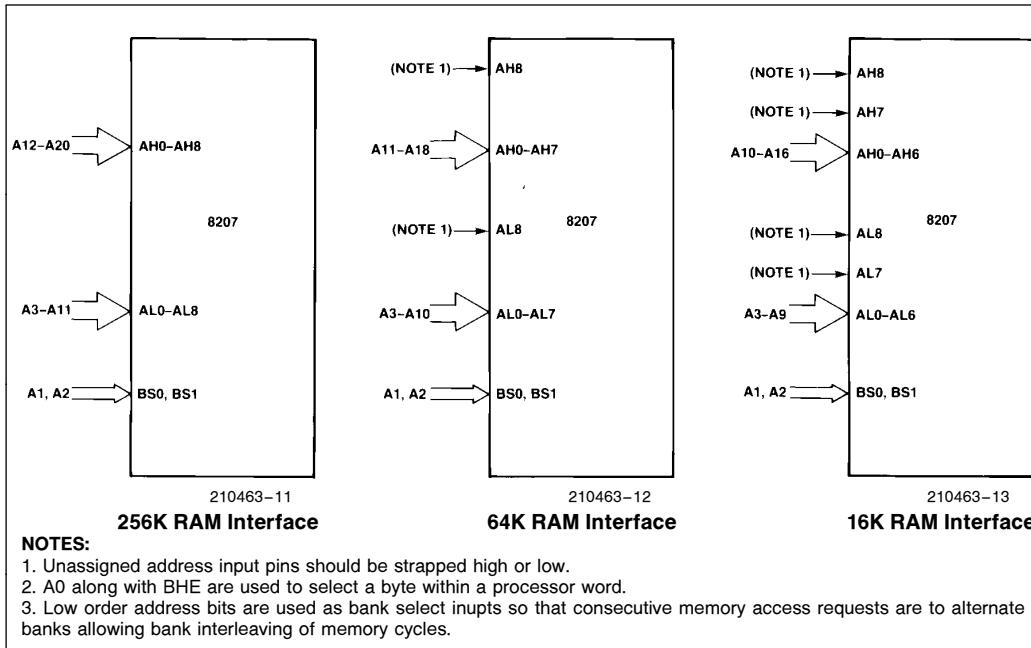 A12–A20
AH0–AH8
8207
A3–A11
AL0–AL8
A1, A2
BS0, BS1
210463–11
256K RAM Interface
(NOTE 1)
AH8
A11–A18
AH0–AH7
(NOTE 1)
AL8
8207
A3–A10
AL0–AL7
A1, A2
BS0, BS1
210463–12
64K RAM Interface
(NOTE 1)
AH8
(NOTE 1)
AH7
A10–A16
AH0–AH6
(NOTE 1)
AL8
8207
(NOTE 1)
AL7
A3–A9
AL0–AL6
A1, A2
BS0, BS1
210463–13
16K RAM Interface
NOTES:
1. Unassigned address input pins should be strapped high or low.
2. A0 along with BHE are used to select a byte within a processor word.
3. Low order address bits are used as bank select inupts so that consecutive memory access requests are to alternate
banks allowing bank interleaving of memory cycles.